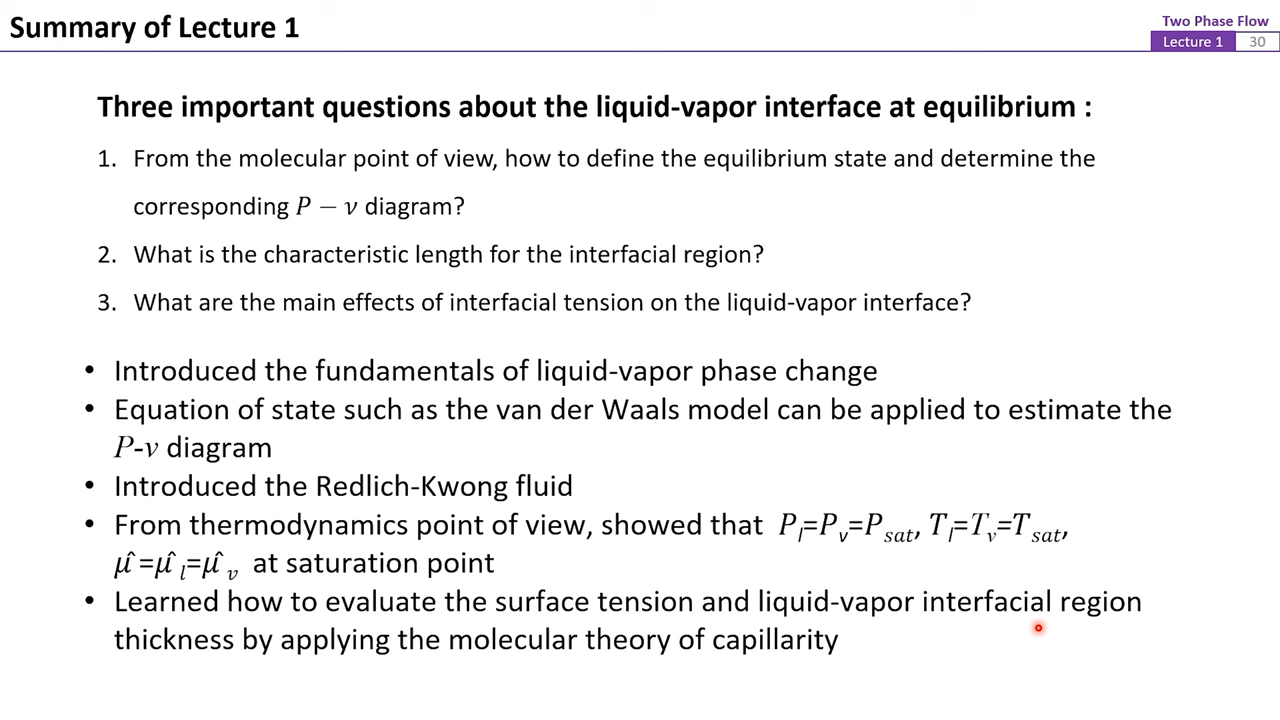 Summary of Lecture 1
Two Phase Flow
Lecture 1 30
Three important questions about the liquid-vapor interface at equilibrium :
1. From the molecular point of view, how to define the equilibrium state and determine the
corresponding P − ν diagram?
2. What is the characteristic length for the interfacial region?
3. What are the main effects of interfacial tension on the liquid-vapor interface?
• Introduced the fundamentals of liquid-vapor phase change
• Equation of state such as the van der Waals model can be applied to estimate the
P-v diagram
• Introduced the Redlich-Kwong fluid
• From thermodynamics point of view, showed that P_l=P_v=P_sat, T_l=T_v=T_sat,
μ̂=μ̂_l=μ̂_v at saturation point
• Learned how to evaluate the surface tension and liquid-vapor interfacial region
thickness by applying the molecular theory of capillarity